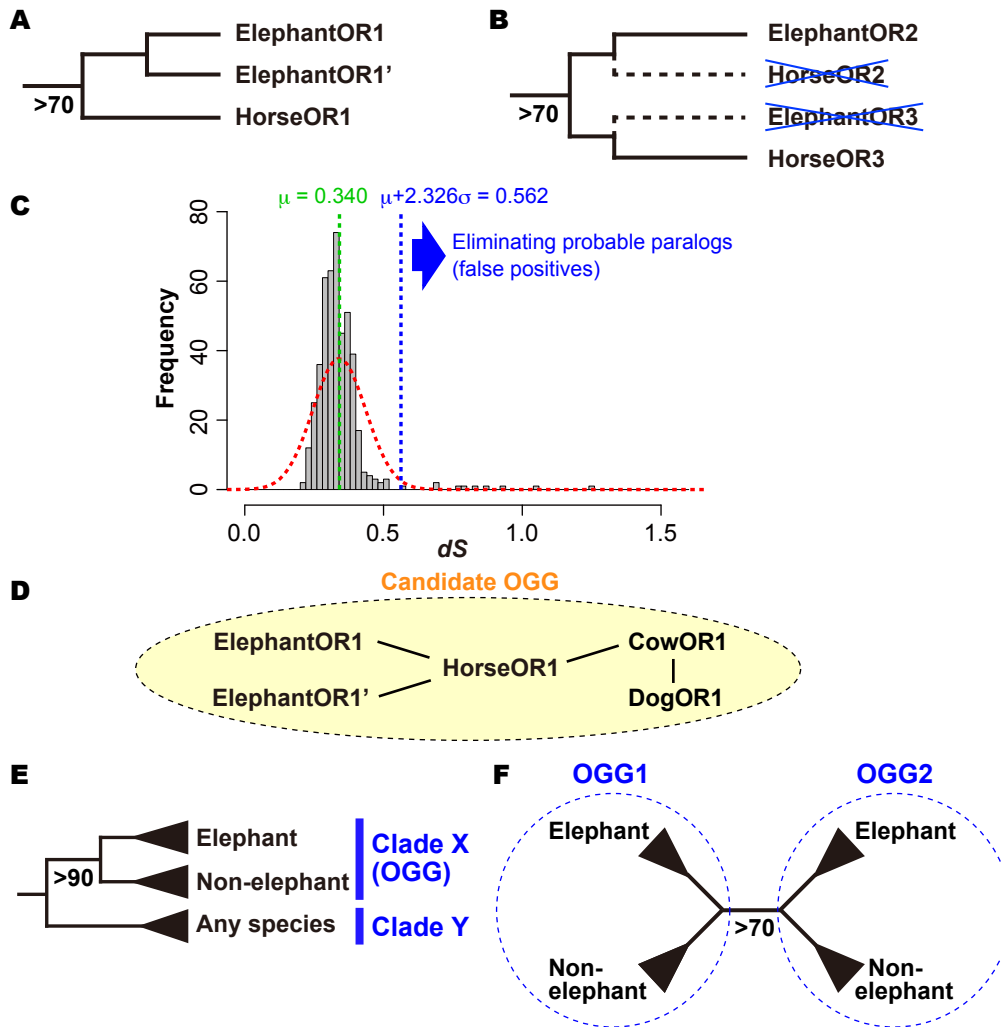 A
ElephantOR1
ElephantOR1’
HorseOR1
>70
B
ElephantOR2
HorseOR2
ElephantOR3
HorseOR3
>70
C
μ = 0.340
μ+2.326σ = 0.562
Eliminating probable paralogs
(false positives)
Frequency
80
60
40
20
0
0.0
0.5
1.0
1.5
dS
D
Candidate OGG
ElephantOR1
ElephantOR1’
HorseOR1
CowOR1
DogOR1
E
Elephant
Non-elephant
Any species
>90
Clade X
(OGG)
Clade Y
F
OGG1
OGG2
Elephant
Elephant
>70
Non-
elephant
Non-
elephant